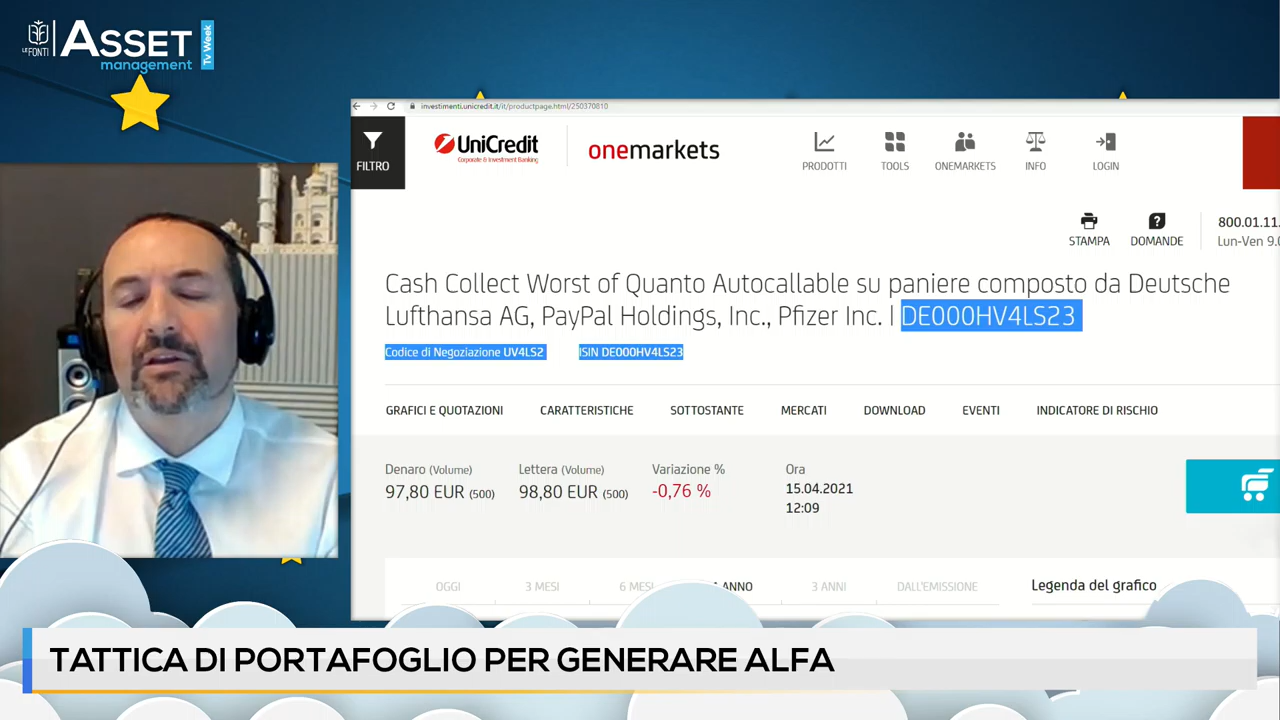 LE FONTI
ASSET
management
Tv Week
investimenti.unicredit.it/it/productpage.html/250370810
FILTRO
UniCredit
Corporate & Investment Banking
onemarkets
PRODOTTI
TOOLS
ONEMARKETS
INFO
LOGIN
STAMPA
DOMANDE
800.01.11.
Lun-Ven 9.0
Cash Collect Worst of Quanto Autocallable su paniere composto da Deutsche
Lufthansa AG, PayPal Holdings, Inc., Pfizer Inc. | DE000HV4LS23
Codice di Negoziazione UV4LS2 ISIN DE000HV4LS23
GRAFICI E QUOTAZIONI CARATTERISTICHE SOTTOSTANTE MERCATI DOWNLOAD EVENTI INDICATORE DI RISCHIO
Denaro (Volume) Lettera (Volume) Variazione % Ora
97,80 EUR (500) 98,80 EUR (500) -0,76 % 15.04.2021
12:09
OGGI 3 MESI 6 MESI 1 ANNO 3 ANNI DALL'EMISSIONE Legenda del grafico
TATTICA DI PORTAFOGLIO PER GENERARE ALFA